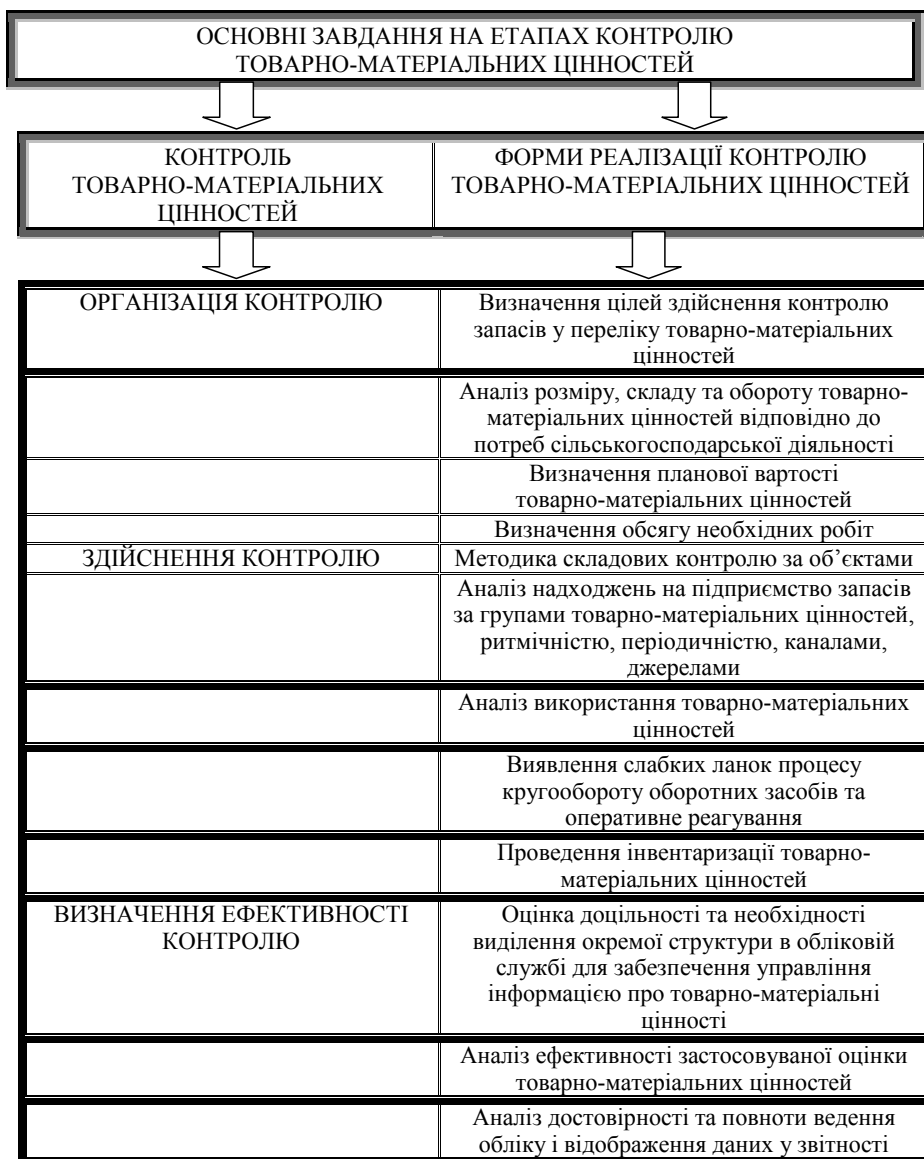 ОСНОВНІ ЗАВДАННЯ НА ЕТАПАХ КОНТРОЛЮ
ТОВАРНО-МАТЕРІАЛЬНИХ ЦІННОСТЕЙ
КОНТРОЛЬ
ТОВАРНО-МАТЕРІАЛЬНИХ
ЦІННОСТЕЙ
ФОРМИ РЕАЛІЗАЦІЇ КОНТРОЛЮ
ТОВАРНО-МАТЕРІАЛЬНИХ ЦІННОСТЕЙ
ОРГАНІЗАЦІЯ КОНТРОЛЮ
Визначення цілей здійснення контролю
запасів у переліку товарно-матеріальних
цінностей
Аналіз розміру, складу та обороту товарно-
матеріальних цінностей відповідно до
потреб сільськогосподарської діяльності
Визначення планової вартості
товарно-матеріальних цінностей
Визначення обсягу необхідних робіт
ЗДІЙСНЕННЯ КОНТРОЛЮ
Методика складових контролю за об’єктами
Аналіз надходжень на підприємство запасів
за групами товарно-матеріальних цінностей,
ритмічністю, періодичністю, каналами,
джерелами
Аналіз використання товарно-матеріальних
цінностей
Виявлення слабких ланок процесу
кругообороту оборотних засобів та
оперативне реагування
Проведення інвентаризації товарно-
матеріальних цінностей
ВИЗНАЧЕННЯ ЕФЕКТИВНОСТІ
КОНТРОЛЮ
Оцінка доцільності та необхідності
виділення окремої структури в обліковій
службі для забезпечення управління
інформацією про товарно-матеріальні
цінності
Аналіз ефективності застосовуваної оцінки
товарно-матеріальних цінностей
Аналіз достовірності та повноти ведення
обліку і відображення даних у звітності